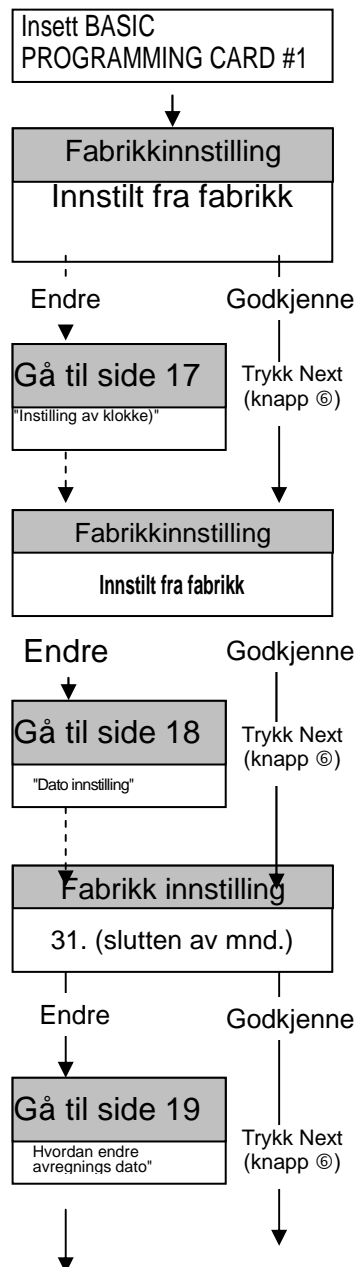 Insett BASIC
PROGRAMMING CARD #1
Fabrikkinnstilling
Innstilt fra fabrikk
Endre
Godkjenne
Gå til side 17
"Instilling av klokke)"
Trykk Next
(knapp ⑥)
Fabrikkinnstilling
Innstilt fra fabrikk
Endre
Godkjenne
Gå til side 18
"Dato innstilling"
Trykk Next
(knapp ⑥)
Fabrikk innstilling
31. (slutten av mnd.)
Endre
Godkjenne
Gå til side 19
Hvordan endre
avregnings dato"
Trykk Next
(knapp ⑥)